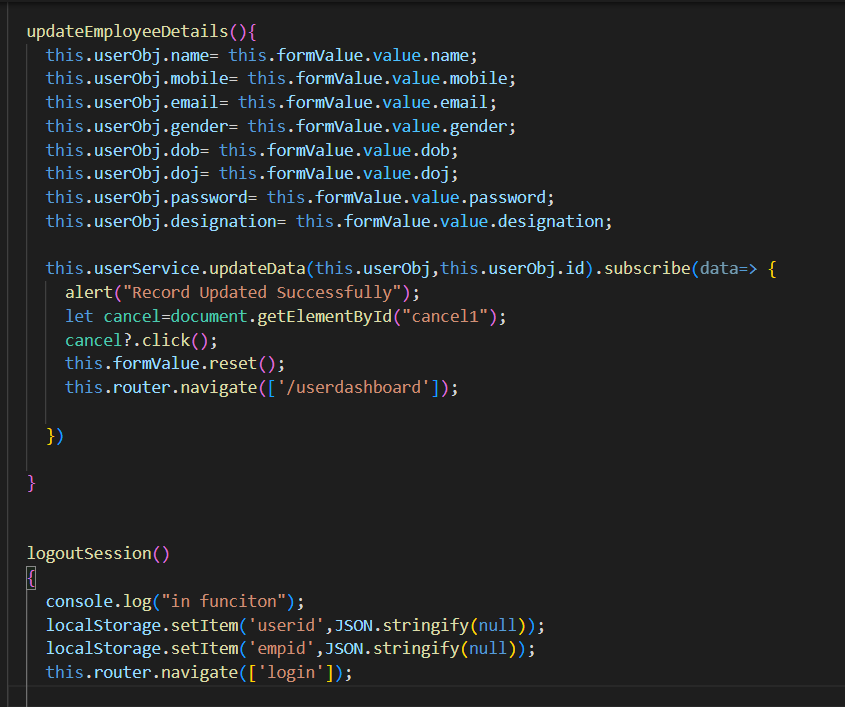 updateEmployeeDetails(){
this.userObj.name= this.formValue.value.name;
this.userObj.mobile= this.formValue.value.mobile;
this.userObj.email= this.formValue.value.email;
this.userObj.gender= this.formValue.value.gender;
this.userObj.dob= this.formValue.value.dob;
this.userObj.doj= this.formValue.value.doj;
this.userObj.password= this.formValue.value.password;
this.userObj.designation= this.formValue.value.designation;
this.userService.updateData(this.userObj,this.userObj.id).subscribe(data=> {
alert("Record Updated Successfully");
let cancel=document.getElementById("cancel1");
cancel?.click();
this.formValue.reset();
this.router.navigate(['/userdashboard']);
})
}
logoutSession()
{
console.log("in funciton");
localStorage.setItem('userid',JSON.stringify(null));
localStorage.setItem('empid',JSON.stringify(null));
this.router.navigate(['login']);